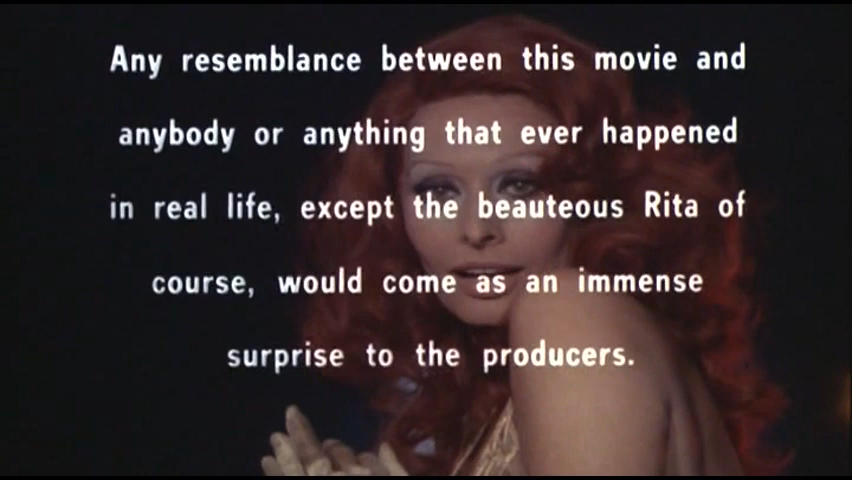 Any resemblance between this movie and
anybody or anything that ever happened
in real life, except the beauteous Rita of
course, would come as an immense
surprise to the producers.